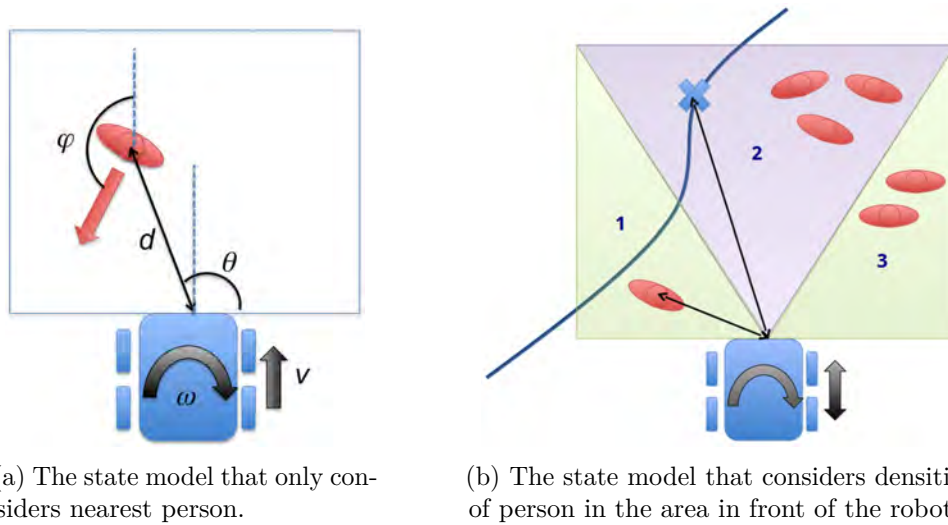 φ
d
θ
ω
v
1
2
3
(a) The state model that only con-
siders nearest person.
(b) The state model that considers densiti
of person in the area in front of the robot